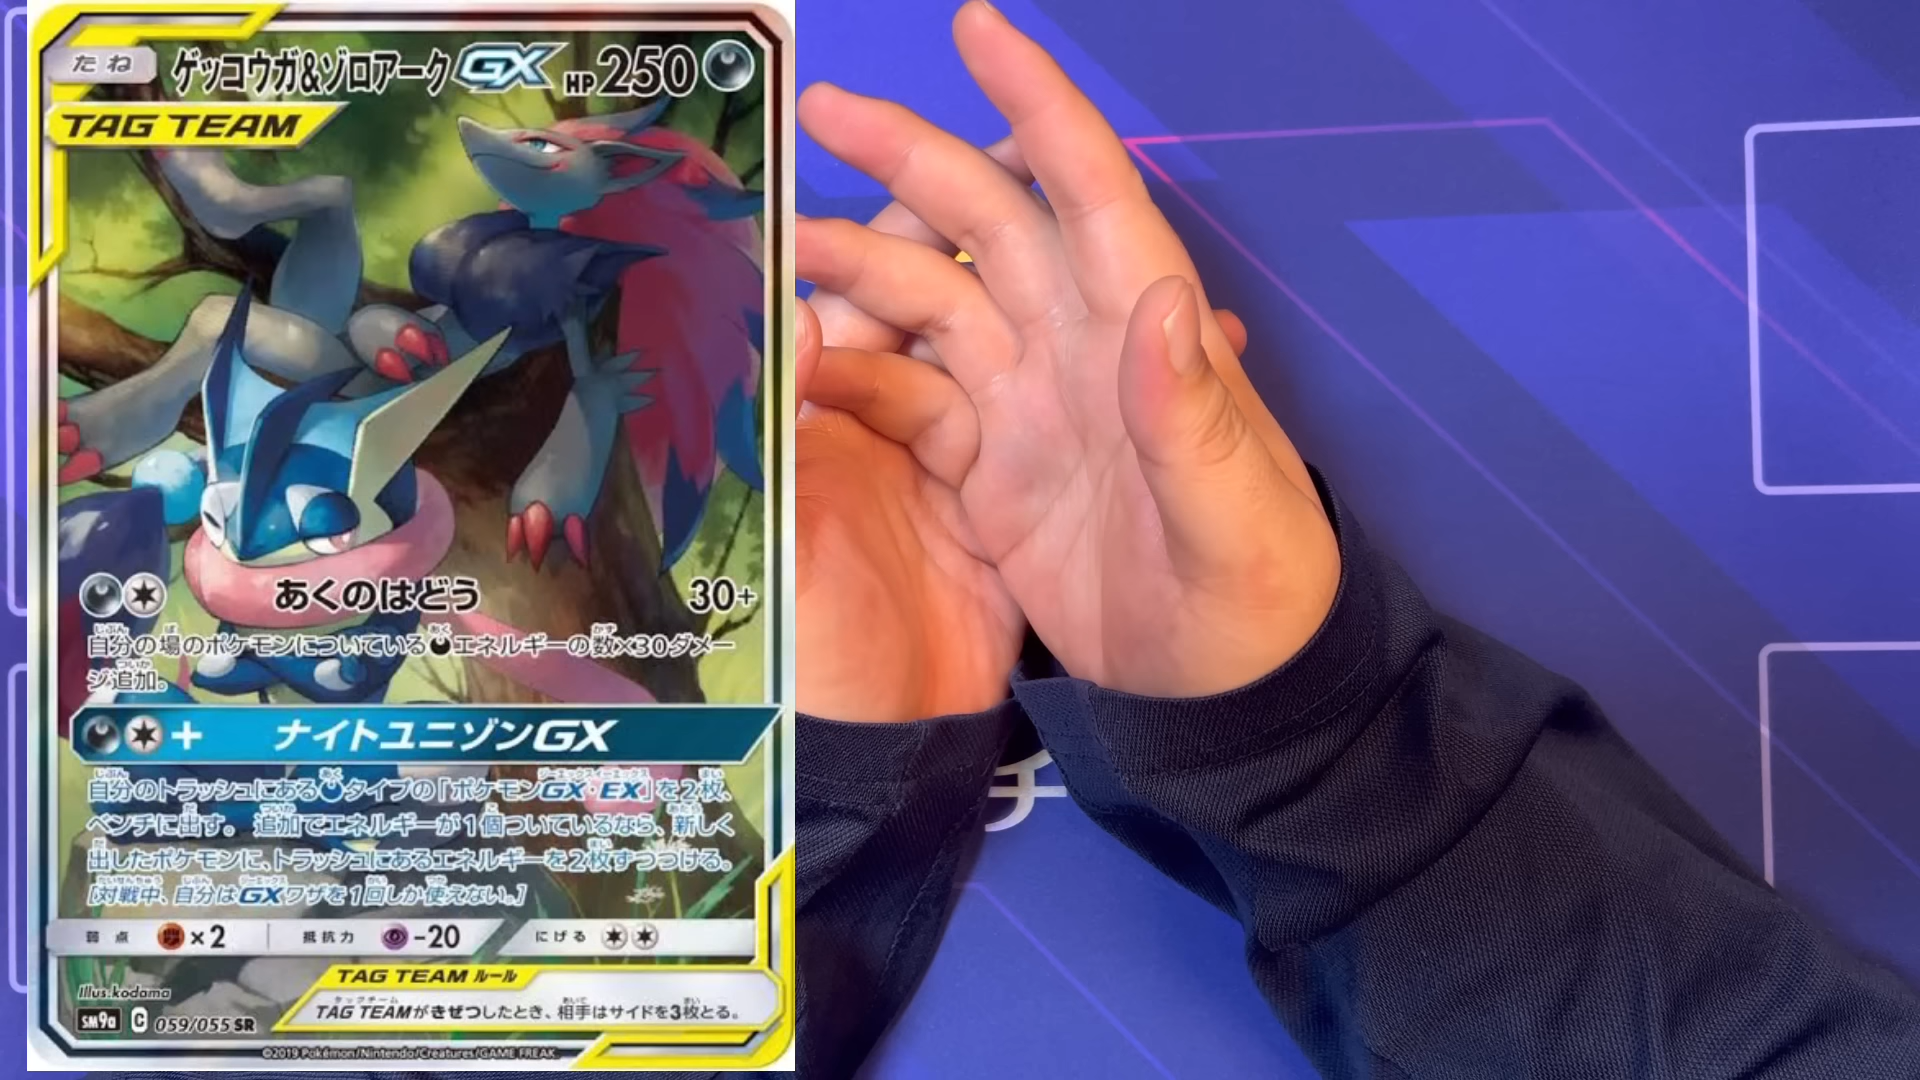 たね ゲッコウガ&ゾロアークGX HP250
TAG TEAM
あくのはどう 30+
自分の場のポケモンについているエネルギーの数×30ダメー
ジ追加。
+ ナイトユニゾンGX
自分のトラッシュにあるタイプの「ポケモンGX・EX」を2枚、
ベンチに出す。 追加でエネルギーが1個ついているなら、新しく
出したポケモンに、トラッシュにあるエネルギーを2枚ずつつける。
[対戦中、自分はGXワザを1回しか使えない。]
弱点 ×2 抵抗力 -20 にげる
TAG TEAM ルール
TAG TEAMがきぜつしたとき、相手はサイドを3枚とる。
Illus.kodama
SM9a C 059/055 SR
©2019 Pokémon/Nintendo/Creatures/GAME FREAK.